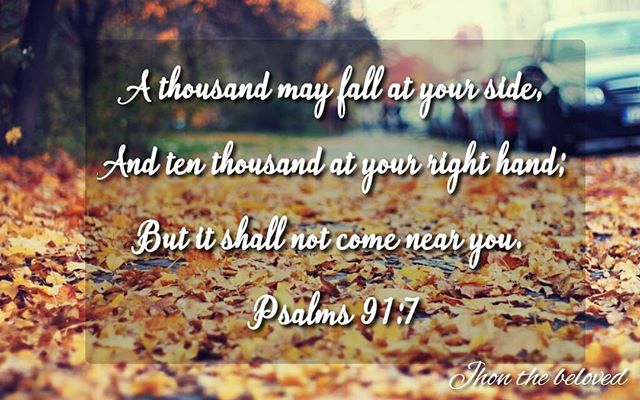 A thousand may fall at your side,
And ten thousand at your right hand;
But it shall not come near you.
Psalms 91:7
Jhon the beloved